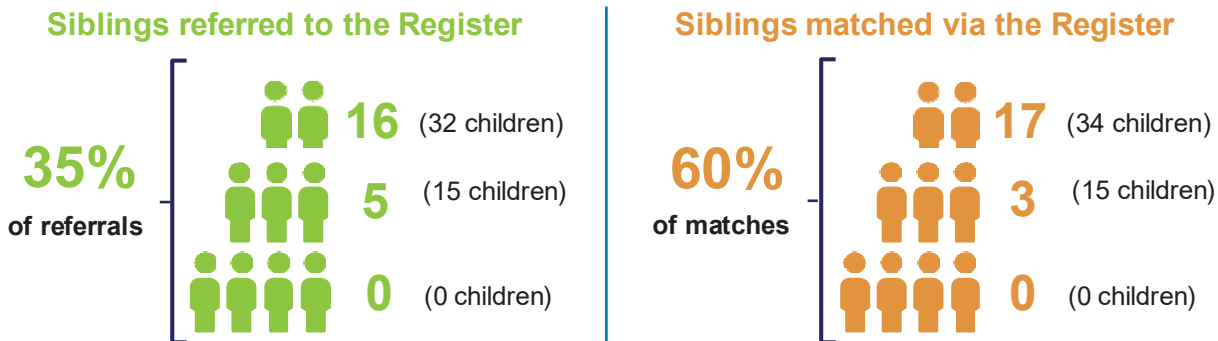 Siblings referred to the Register
35%
of referrals
16 (32 children)
5 (15 children)
0 (0 children)
Siblings matched via the Register
60%
of matches
17 (34 children)
3 (15 children)
0 (0 children)